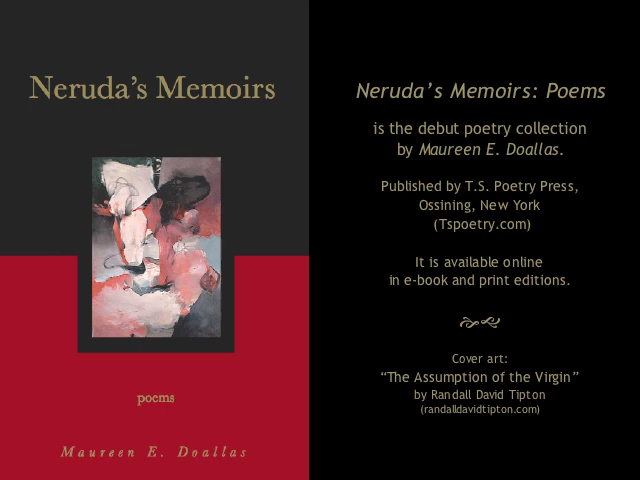 Neruda's Memoirs
poems
Maureen E. Doallas
Neruda's Memoirs: Poems
is the debut poetry collection
by Maureen E. Doallas.
Published by T.S. Poetry Press,
Ossining, New York
(Tspoetry.com)
It is available online
in e-book and print editions.
Cover art:
“The Assumption of the Virgin”
by Randall David Tipton
(randalldavidtipton.com)